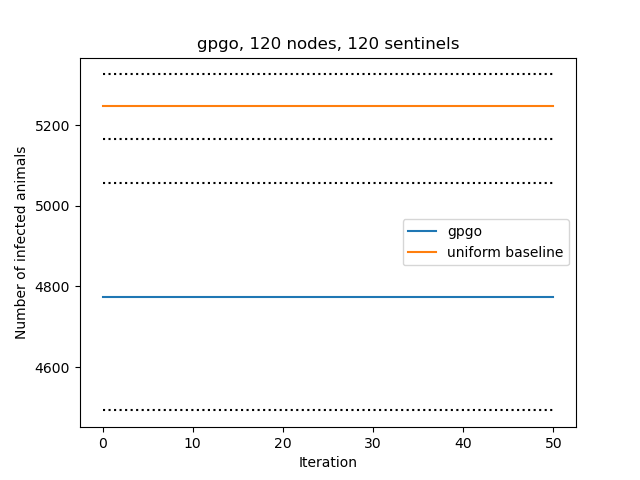 gpgo, 120 nodes, 120 sentinels
Number of infected animals
5200
5000
4800
4600
gpgo
uniform baseline
0 10 20 30 40 50
Iteration